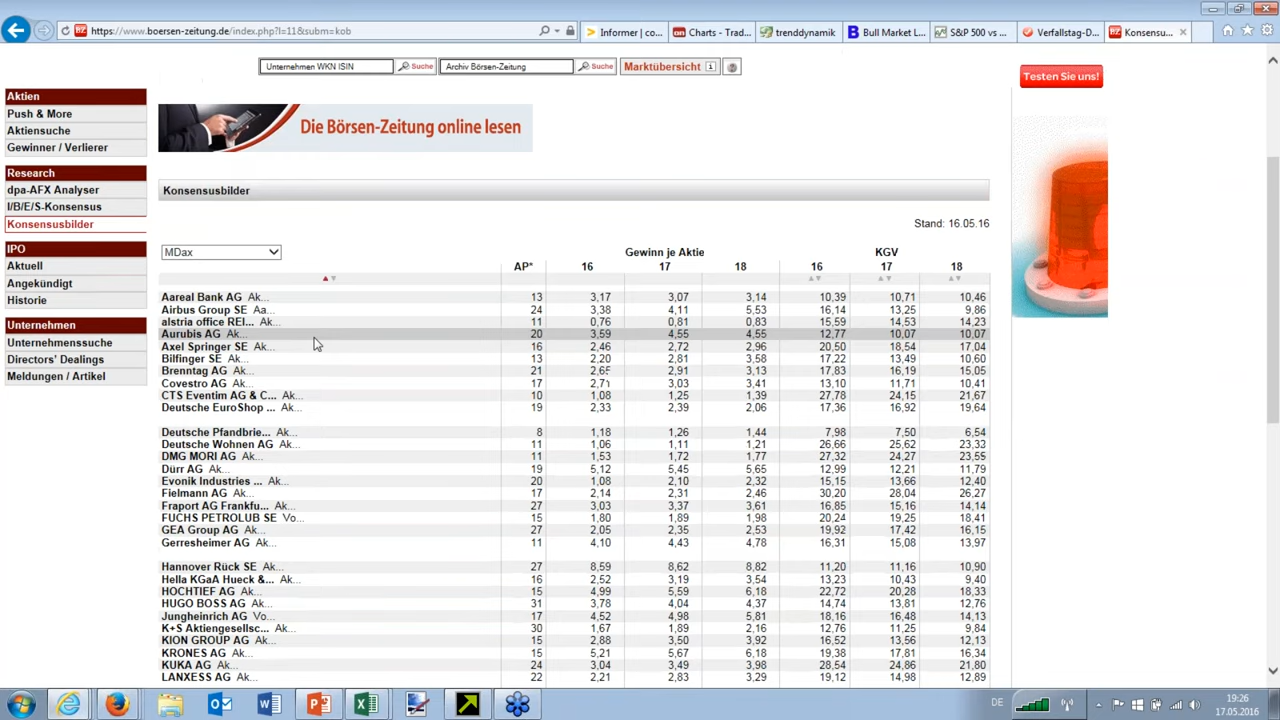 https://www.boersen-zeitung.de/index.php?l=11&subm=kob
Informer | co...
Charts - Trad...
trenddynamik
Bull Market L...
S&P 500 vs ...
Verfallstag-D...
Konsensu...
Unternehmen WKN ISIN
Suche
Archiv Börsen-Zeitung
Suche
Marktübersicht
Testen Sie uns!
Aktien
Push & More
Aktiensuche
Gewinner / Verlierer
Research
dpa-AFX Analyser
I/B/E/S-Konsensus
Konsensusbilder
IPO
Aktuell
Angekündigt
Historie
Unternehmen
Unternehmenssuche
Directors' Dealings
Meldungen / Artikel
Die Börsen-Zeitung online lesen
Konsensusbilder
Stand: 16.05.16
MDax Gewinn je Aktie KGV
AP* 16 17 18 16 17 18
Aareal Bank AG Ak... 13 3,17 3,07 3,14 10,39 10,71 10,46
Airbus Group SE Aa... 24 3,38 4,11 5,53 16,14 13,25 9,86
alstria office REI... Ak... 11 0,76 0,81 0,83 15,59 14,53 14,23
Aurubis AG Ak... 20 3,59 4,55 4,55 12,77 10,07 10,07
Axel Springer SE Ak... 16 2,46 2,72 2,96 20,50 18,54 17,04
Bilfinger SE Ak... 13 2,20 2,81 3,58 17,22 13,49 10,60
Brenntag AG Ak... 21 2,65 2,91 3,13 17,83 16,19 15,05
Covestro AG Ak... 17 2,71 3,03 3,41 13,10 11,71 10,41
CTS Eventim AG & C... Ak... 10 1,08 1,25 1,39 27,78 24,15 21,67
Deutsche EuroShop ... Ak... 19 2,33 2,39 2,06 17,36 16,92 19,64
Deutsche Pfandbrie... Ak... 8 1,18 1,26 1,44 7,98 7,50 6,54
Deutsche Wohnen AG Ak... 11 1,06 1,11 1,21 26,66 25,62 23,33
DMG MORI AG Ak... 11 1,53 1,72 1,77 27,32 24,27 23,55
Dürr AG Ak... 19 5,12 5,45 5,65 12,99 12,21 11,79
Evonik Industries ... Ak... 20 1,08 2,10 2,32 15,15 13,66 12,40
Fielmann AG Ak... 17 2,14 2,31 2,46 30,20 28,04 26,27
Fraport AG Frankfu... Ak... 27 3,03 3,37 3,61 16,85 15,16 14,14
FUCHS PETROLUB SE Vo... 15 1,80 1,89 1,98 20,24 19,25 18,41
GEA Group AG Ak... 27 2,05 2,35 2,53 19,92 17,42 16,15
Gerresheimer AG Ak... 11 4,10 4,43 4,78 16,31 15,08 13,97
Hannover Rück SE Ak... 27 8,59 8,62 8,82 11,20 11,16 10,90
Hella KGaA Hueck &... Ak... 16 2,52 3,19 3,54 13,23 10,43 9,40
HOCHTIEF AG Ak... 15 4,99 5,59 6,18 22,72 20,28 18,33
HUGO BOSS AG Ak... 31 3,78 4,04 4,37 14,74 13,81 12,76
Jungheinrich AG Vo... 17 4,52 4,98 5,81 18,16 16,48 14,13
K+S Aktiengesellsc... Ak... 30 1,67 1,89 2,16 12,76 11,25 9,84
KION GROUP AG Ak... 15 2,88 3,50 3,92 16,52 13,56 12,13
KRONES AG Ak... 15 5,21 5,67 6,18 19,38 17,81 16,34
KUKA AG Ak... 24 3,04 3,49 3,98 28,54 24,86 21,80
LANXESS AG Ak... 22 2,21 2,83 3,29 19,12 14,98 12,89
DE
19:26
17.05.2016